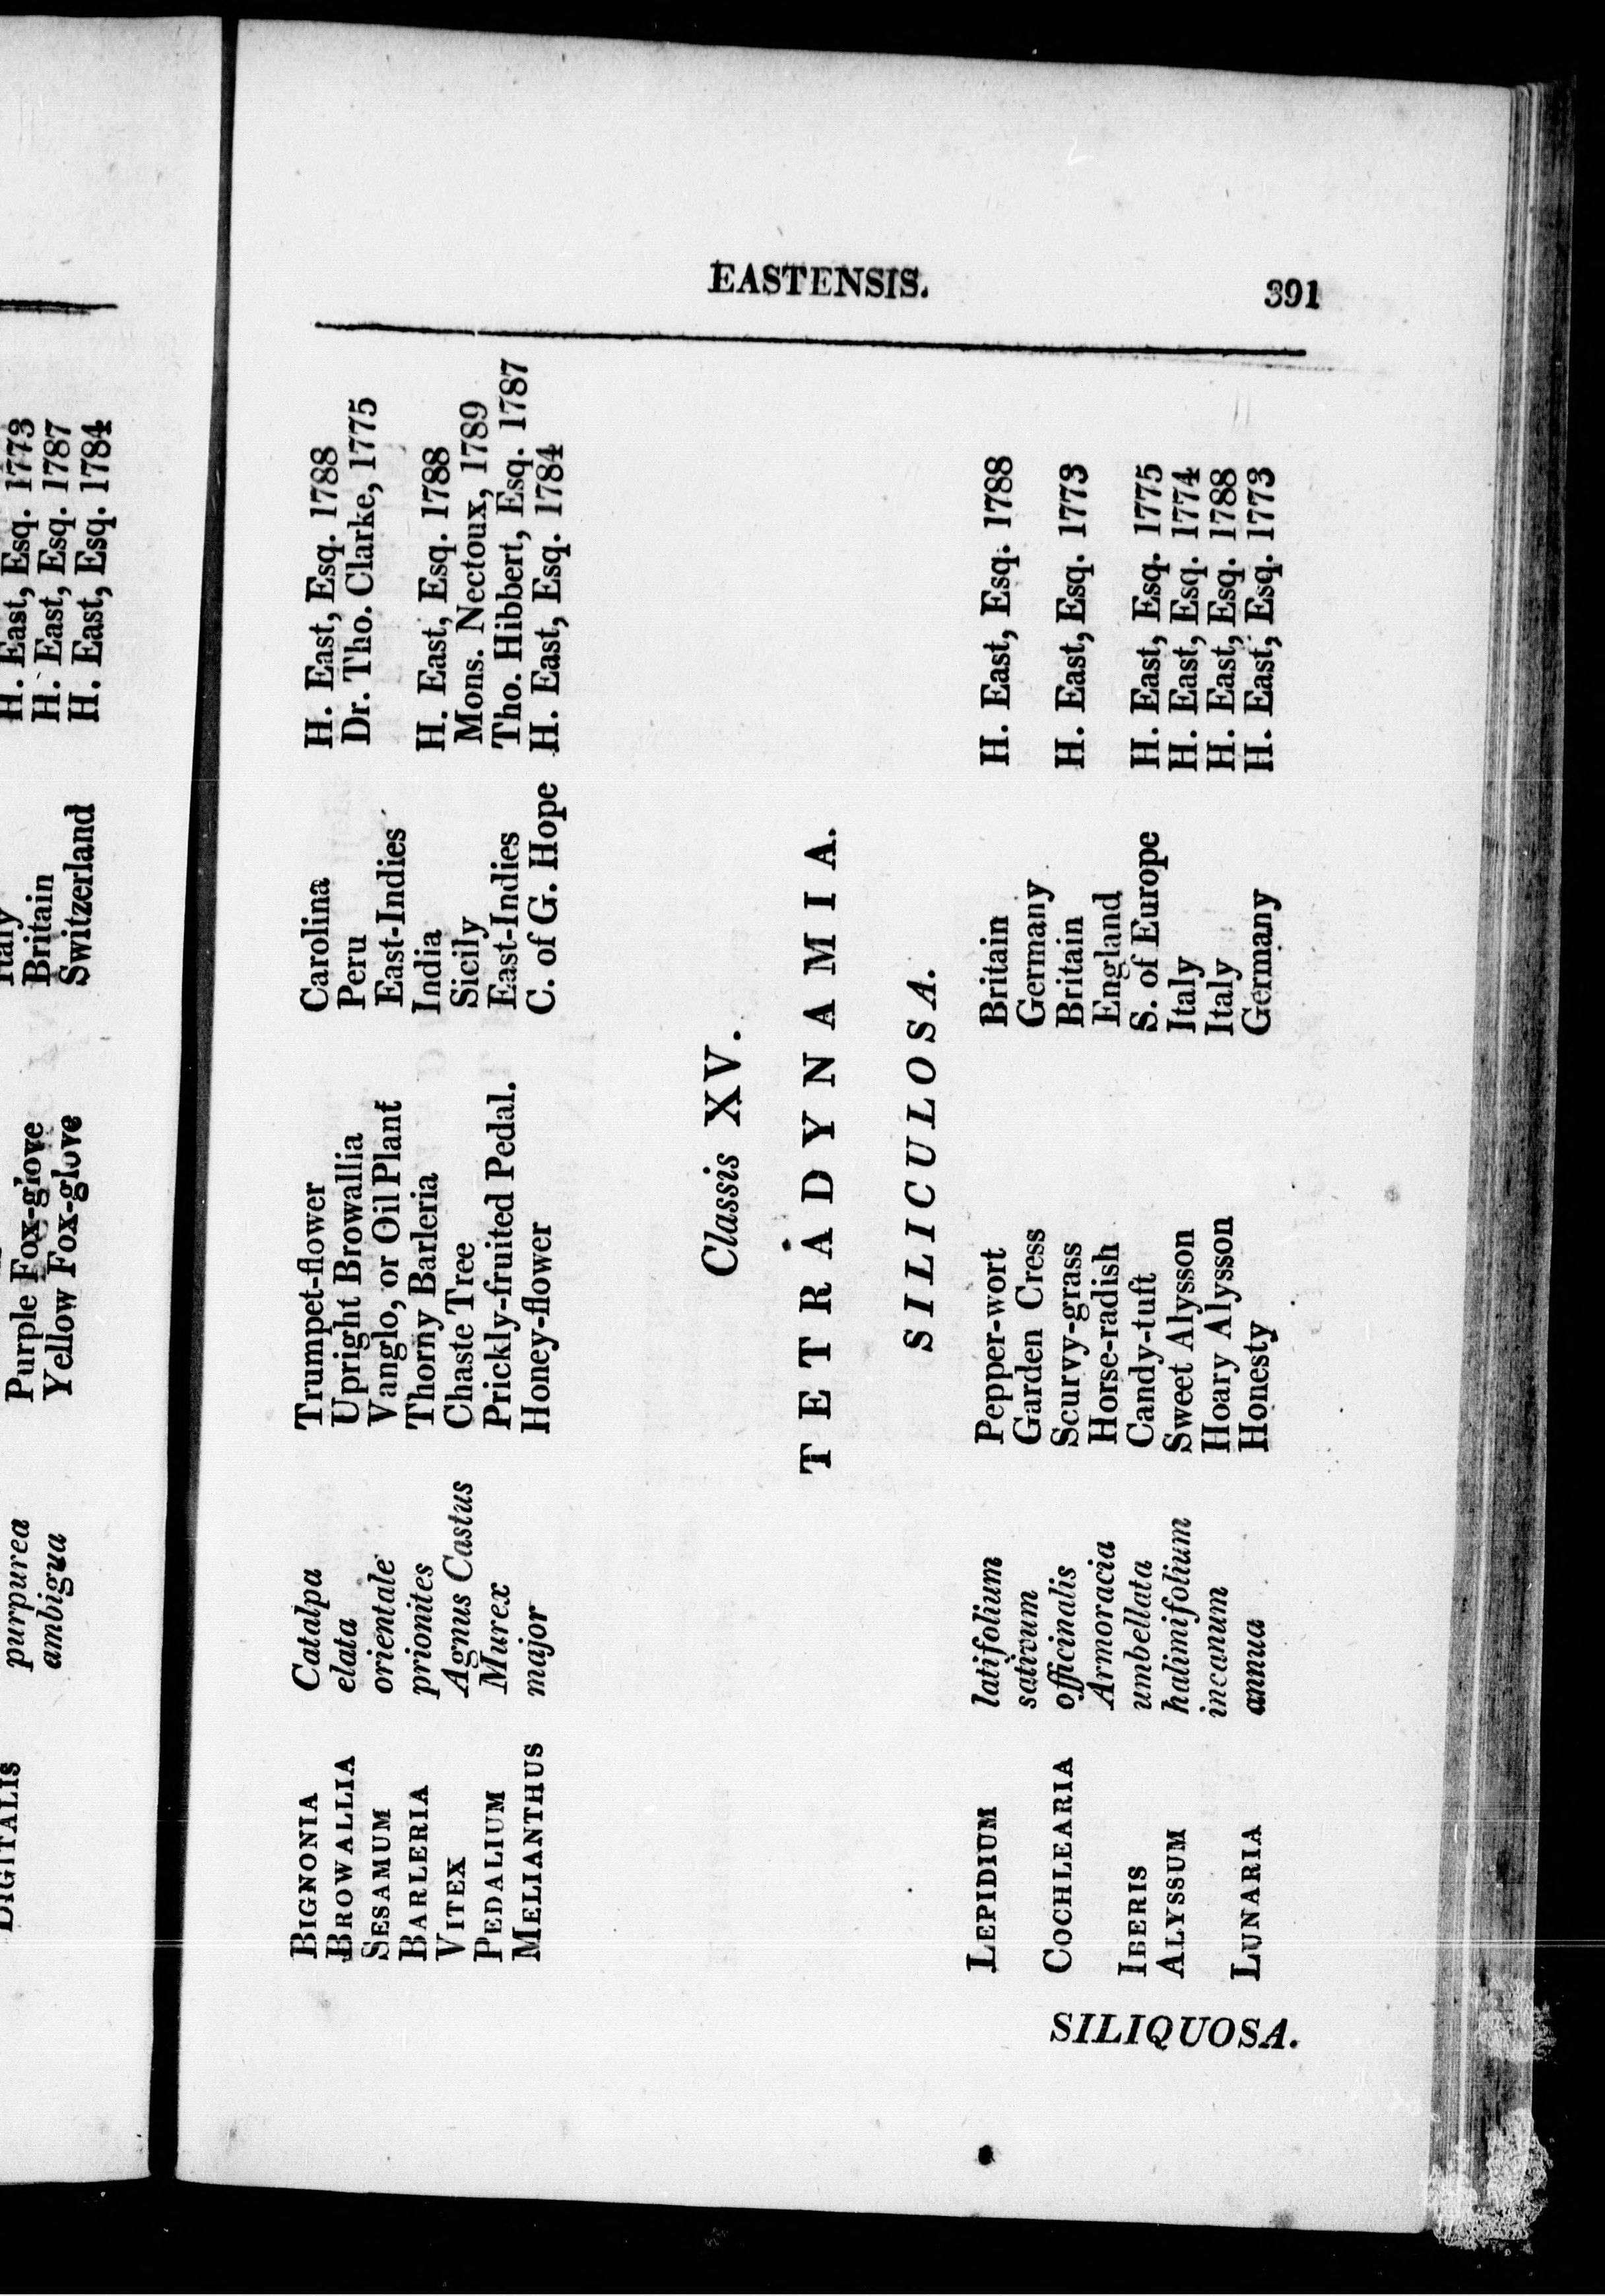 purpurea Purple Fox-glove H. East, Esq. 1773
ambigua Yellow Fox-glove Britain H. East, Esq. 1787
Switzerland H. East, Esq. 1784
EASTENSIS. 391
BIGNONIA Catalpa Trumpet-flower Carolina H. East, Esq. 1788
BROWALLIA elata Upright Browallia Peru Dr. Tho. Clarke, 1775
SESAMUM orientale Vanglo, or Oil Plant East-Indies
BARLERIA prionites Thorny Barleria India H. East, Esq. 1788
VITEX Agnus Castus Chaste Tree Sicily Mons. Nectoux, 1789
PEDALIUM Murex Prickly-fruited Pedal. East-Indies Tho. Hibbert, Esq. 1787
MELIANTHUS major Honey-flower C. of G. Hope H. East, Esq. 1784
Classis XV.
TETRADYNAMIA.
SILICULOSA.
LEPIDIUM latifolium Pepper-wort Britain H. East, Esq. 1788
sativum Garden Cress Germany
COCHLEARIA officinalis Scurvy-grass Britain H. East, Esq. 1773
Armoracia Horse-radish England
IBERIS umbellata Candy-tuft S. of Europe H. East, Esq. 1775
ALYSSUM halimifolium Sweet Alysson Italy H. East, Esq. 1774
incanum Hoary Alysson Italy H. East, Esq. 1788
LUNARIA annua Honesty Germany H. East, Esq. 1773
SILIQUOSA.